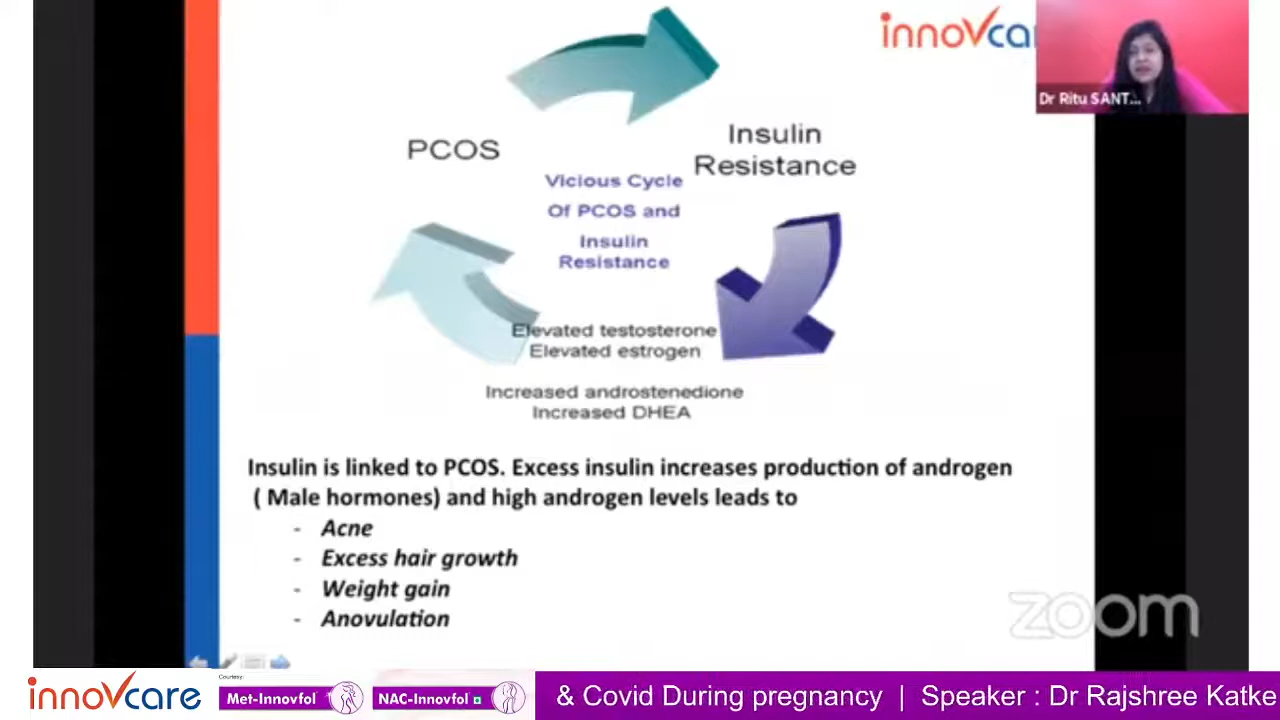 innovca
Dr Ritu SANT...
PCOS
Insulin
Resistance
Vicious Cycle
Of PCOS and
Insulin
Resistance
Elevated testosterone
Elevated estrogen
Increased androstenedione
Increased DHEA
Insulin is linked to PCOS. Excess insulin increases production of androgen
( Male hormones) and high androgen levels leads to
- Acne
- Excess hair growth
- Weight gain
- Anovulation
zoom
innovcare
Courtesy:
Met-Innovfol
NAC-Innovfol
& Covid During pregnancy | Speaker : Dr Rajshree Katke